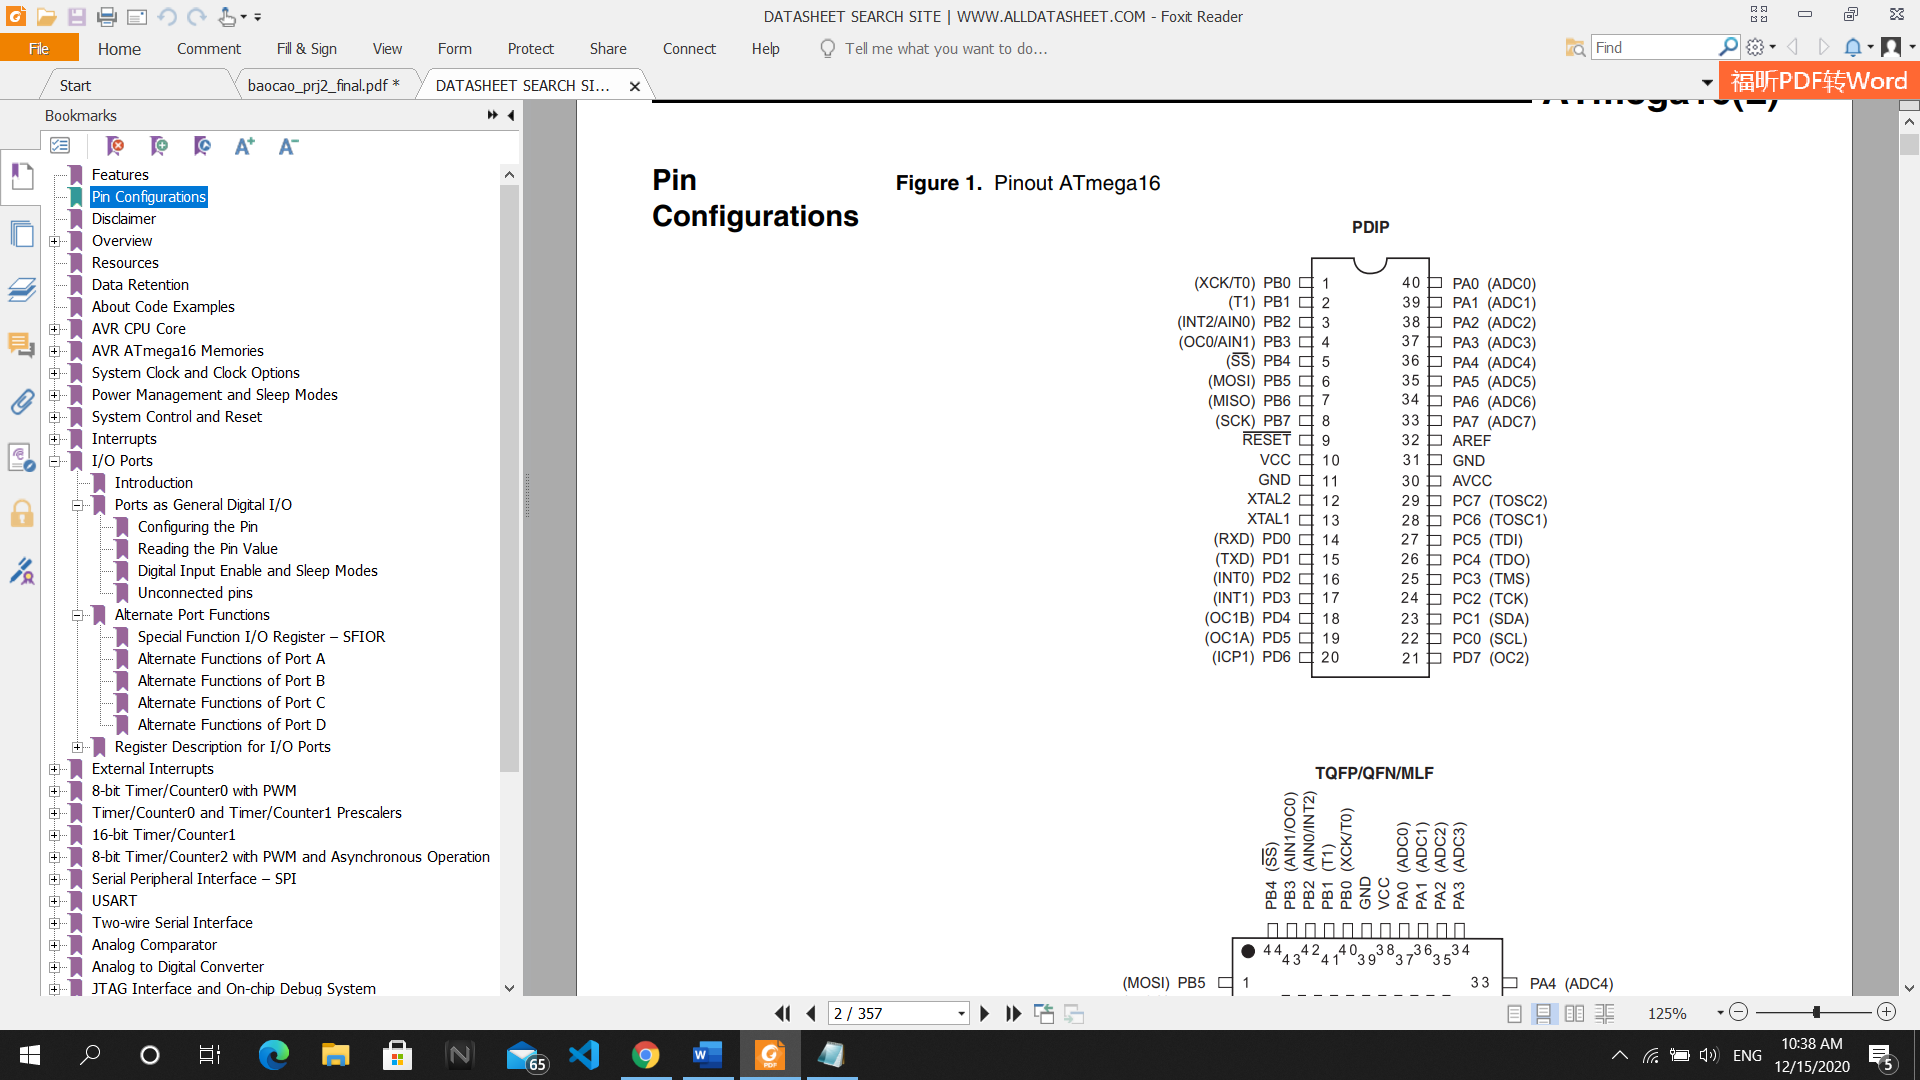 DATASHEET SEARCH SITE | WWW.ALLDATASHEET.COM - Foxit Reader
File Home Comment Fill & Sign View Form Protect Share Connect Help Tell me what you want to do... Find
Start baocao_prj2_final.pdf * DATASHEET SEARCH SI... 福昕PDF转Word
Bookmarks
Features
Pin Configurations
Disclaimer
Overview
Resources
Data Retention
About Code Examples
AVR CPU Core
AVR ATmega16 Memories
System Clock and Clock Options
Power Management and Sleep Modes
System Control and Reset
Interrupts
I/O Ports
Introduction
Ports as General Digital I/O
Configuring the Pin
Reading the Pin Value
Digital Input Enable and Sleep Modes
Unconnected pins
Alternate Port Functions
Special Function I/O Register – SFIOR
Alternate Functions of Port A
Alternate Functions of Port B
Alternate Functions of Port C
Alternate Functions of Port D
Register Description for I/O Ports
External Interrupts
8-bit Timer/Counter0 with PWM
Timer/Counter0 and Timer/Counter1 Prescalers
16-bit Timer/Counter1
8-bit Timer/Counter2 with PWM and Asynchronous Operation
Serial Peripheral Interface – SPI
USART
Two-wire Serial Interface
Analog Comparator
Analog to Digital Converter
JTAG Interface and On-chip Debug System
Pin
Configurations
Figure 1. Pinout ATmega16
PDIP
(XCK/T0) PB0 1 40 PA0 (ADC0)
(T1) PB1 2 39 PA1 (ADC1)
(INT2/AIN0) PB2 3 38 PA2 (ADC2)
(OC0/AIN1) PB3 4 37 PA3 (ADC3)
(SS) PB4 5 36 PA4 (ADC4)
(MOSI) PB5 6 35 PA5 (ADC5)
(MISO) PB6 7 34 PA6 (ADC6)
(SCK) PB7 8 33 PA7 (ADC7)
RESET 9 32 AREF
VCC 10 31 GND
GND 11 30 AVCC
XTAL2 12 29 PC7 (TOSC2)
XTAL1 13 28 PC6 (TOSC1)
(RXD) PD0 14 27 PC5 (TDI)
(TXD) PD1 15 26 PC4 (TDO)
(INT0) PD2 16 25 PC3 (TMS)
(INT1) PD3 17 24 PC2 (TCK)
(OC1B) PD4 18 23 PC1 (SDA)
(OC1A) PD5 19 22 PC0 (SCL)
(ICP1) PD6 20 21 PD7 (OC2)
TQFP/QFN/MLF
PB4 (SS)
PB3 (AIN1/OC0)
PB2 (AIN0/INT2)
PB1 (T1)
PB0 (XCK/T0)
GND
VCC
PA0 (ADC0)
PA1 (ADC1)
PA2 (ADC2)
PA3 (ADC3)
44 42 40 38 36 34
43 41 39 37 35
(MOSI) PB5 1 33 PA4 (ADC4)
2 / 357 125%
65 ENG 10:38 AM
12/15/2020 5